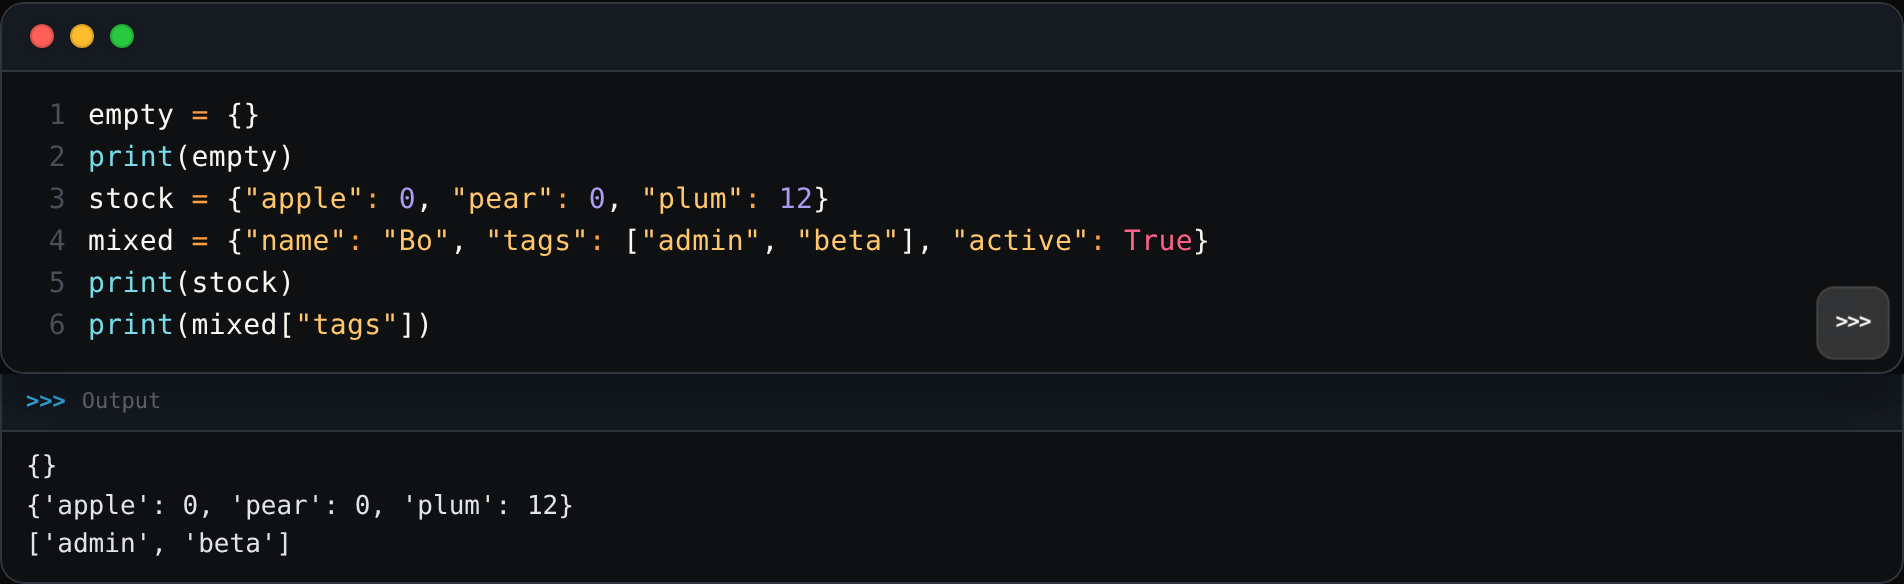 1 empty = {}
2 print(empty)
3 stock = {"apple": 0, "pear": 0, "plum": 12}
4 mixed = {"name": "Bo", "tags": ["admin", "beta"], "active": True}
5 print(stock)
6 print(mixed["tags"])
>>>
>>> Output
{}
{'apple': 0, 'pear': 0, 'plum': 12}
['admin', 'beta']